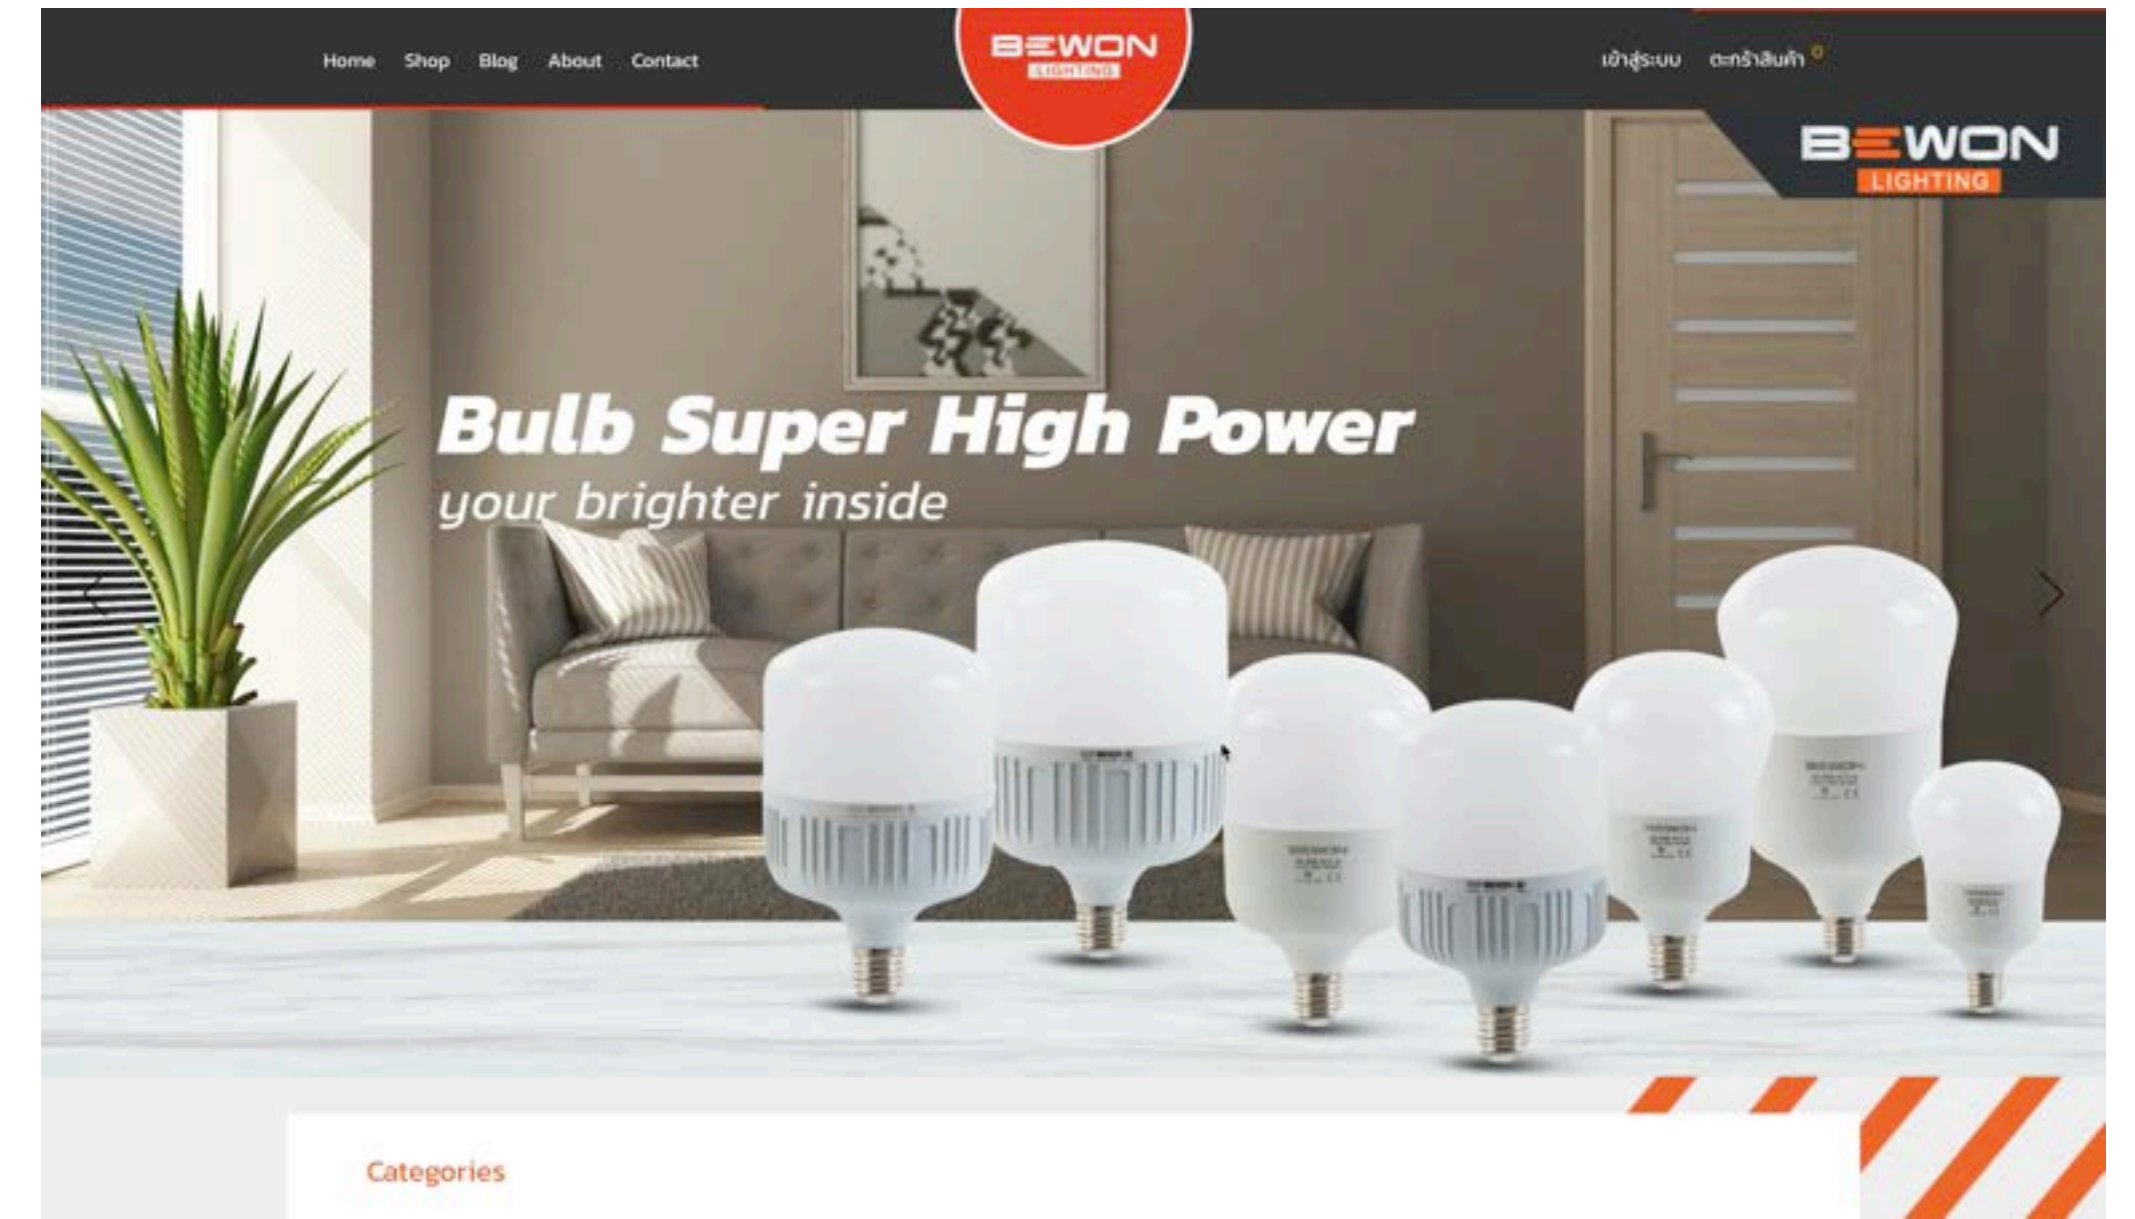 Home Shop Blog About Contact
BEWON
LIGHTING
เข้าสู่ระบบ ตะกร้าสินค้า 0
BEWON
LIGHTING
Bulb Super High Power
your brighter inside
Categories